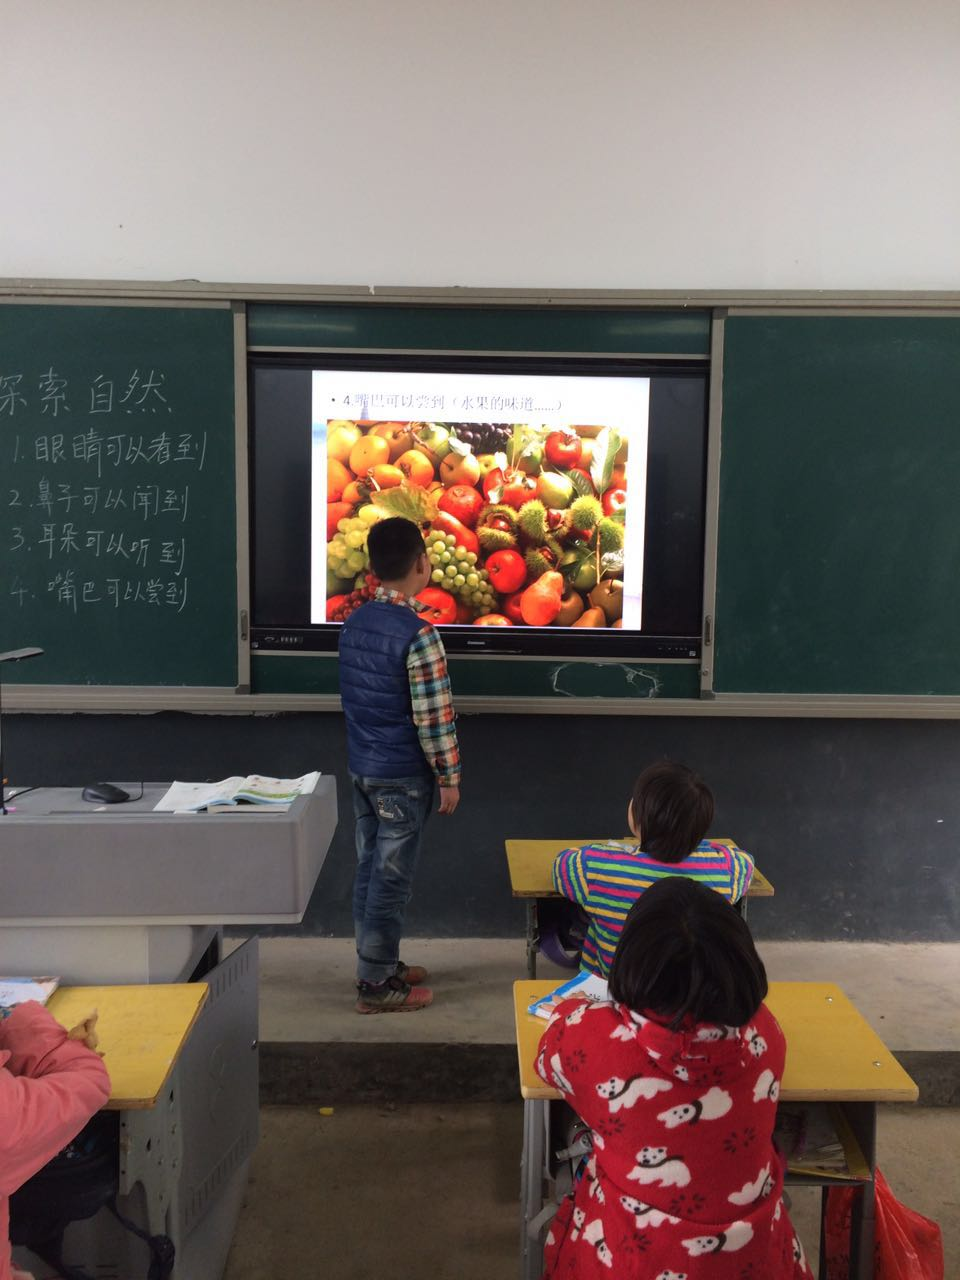 探索自然
1.眼睛可以看到
2.鼻子可以闻到
3.耳朵可以听到
4.嘴巴可以尝到
• 4.嘴巴可以尝到（水果的味道......）